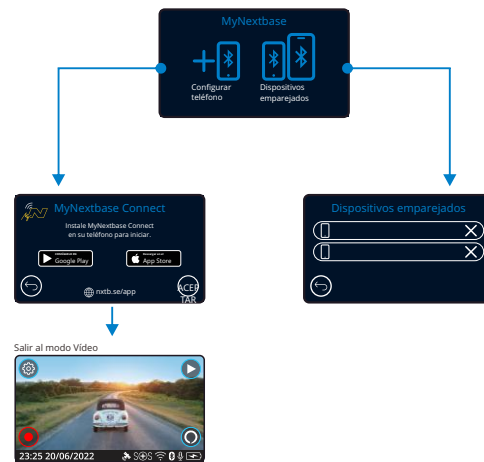 MyNextbase
Configurar
teléfono
Dispositivos
emparejados
MyNextbase Connect
Instale MyNextbase Connect
en su teléfono para iniciar.
Google Play
App Store
nxtb.se/app
ACEP
TAR
Dispositivos emparejados
Salir al modo Vídeo
23:25 20/06/2022
SOS